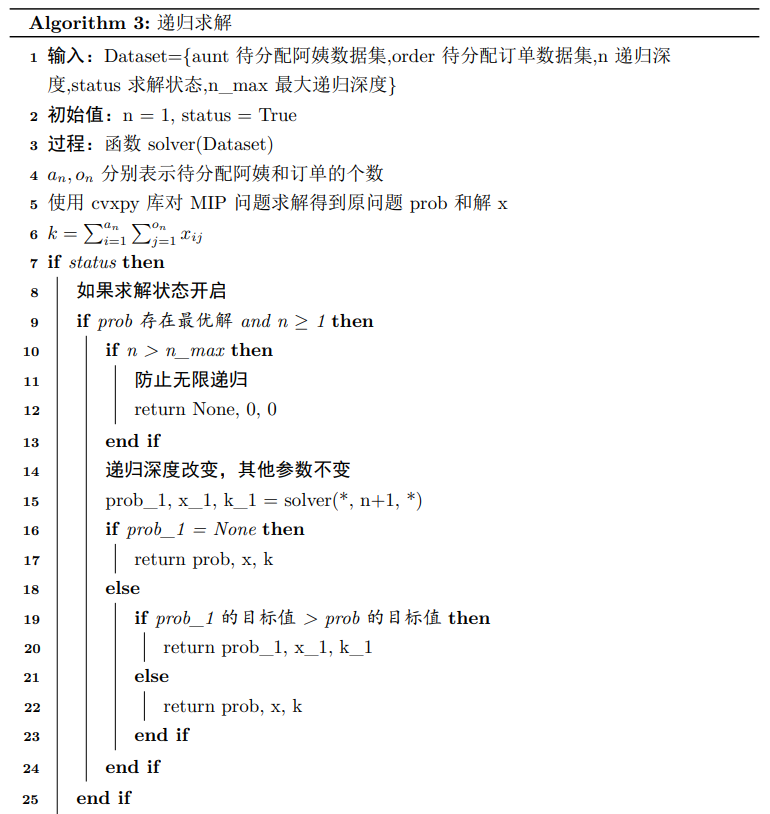 Algorithm 3: 递归求解
1 输入：Dataset={aunt 待分配阿姨数据集,order 待分配订单数据集,n 递归深
度,status 求解状态,n_max 最大递归深度}
2 初始值：n = 1, status = True
3 过程：函数 solver(Dataset)
4 aₙ, oₙ 分别表示待分配阿姨和订单的个数
5 使用 cvxpy 库对 MIP 问题求解得到原问题 prob 和解 x
6 $k = \sum_{i=1}^{a_n} \sum_{j=1}^{o_n} x_{ij}$
7 if status then
8 如果求解状态开启
9 if prob 存在最优解 and n ≥ 1 then
10 if n > n_max then
11 防止无限递归
12 return None, 0, 0
13 end if
14 递归深度改变，其他参数不变
15 prob_1, x_1, k_1 = solver(*, n+1, *)
16 if prob_1 = None then
17 return prob, x, k
18 else
19 if prob_1 的目标值 > prob 的目标值 then
20 return prob_1, x_1, k_1
21 else
22 return prob, x, k
23 end if
24 end if
25 end if